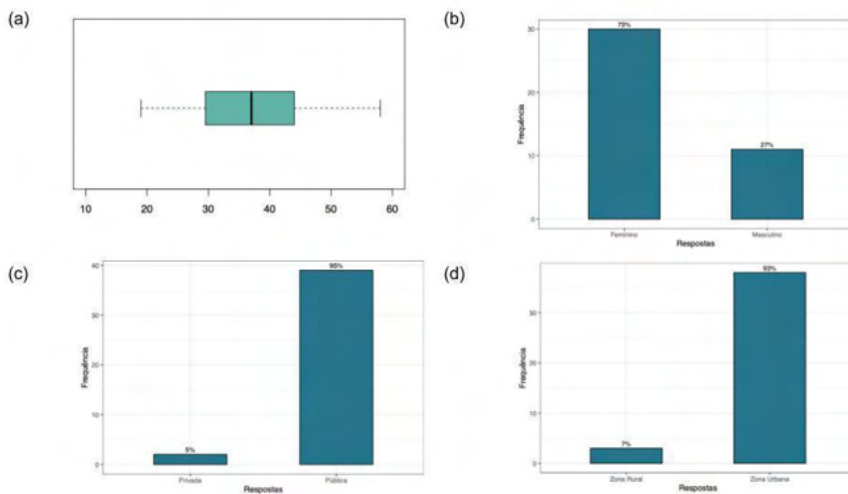 (a)
10 20 30 40 50 60
(b)
Frequência
30
20
10
0
73%
27%
Feminino Masculino
Respostas
(c)
Frequência
40
30
20
10
0
5%
95%
Privada Pública
Respostas
(d)
Frequência
30
20
10
0
7%
93%
Zona Rural Zona Urbana
Respostas